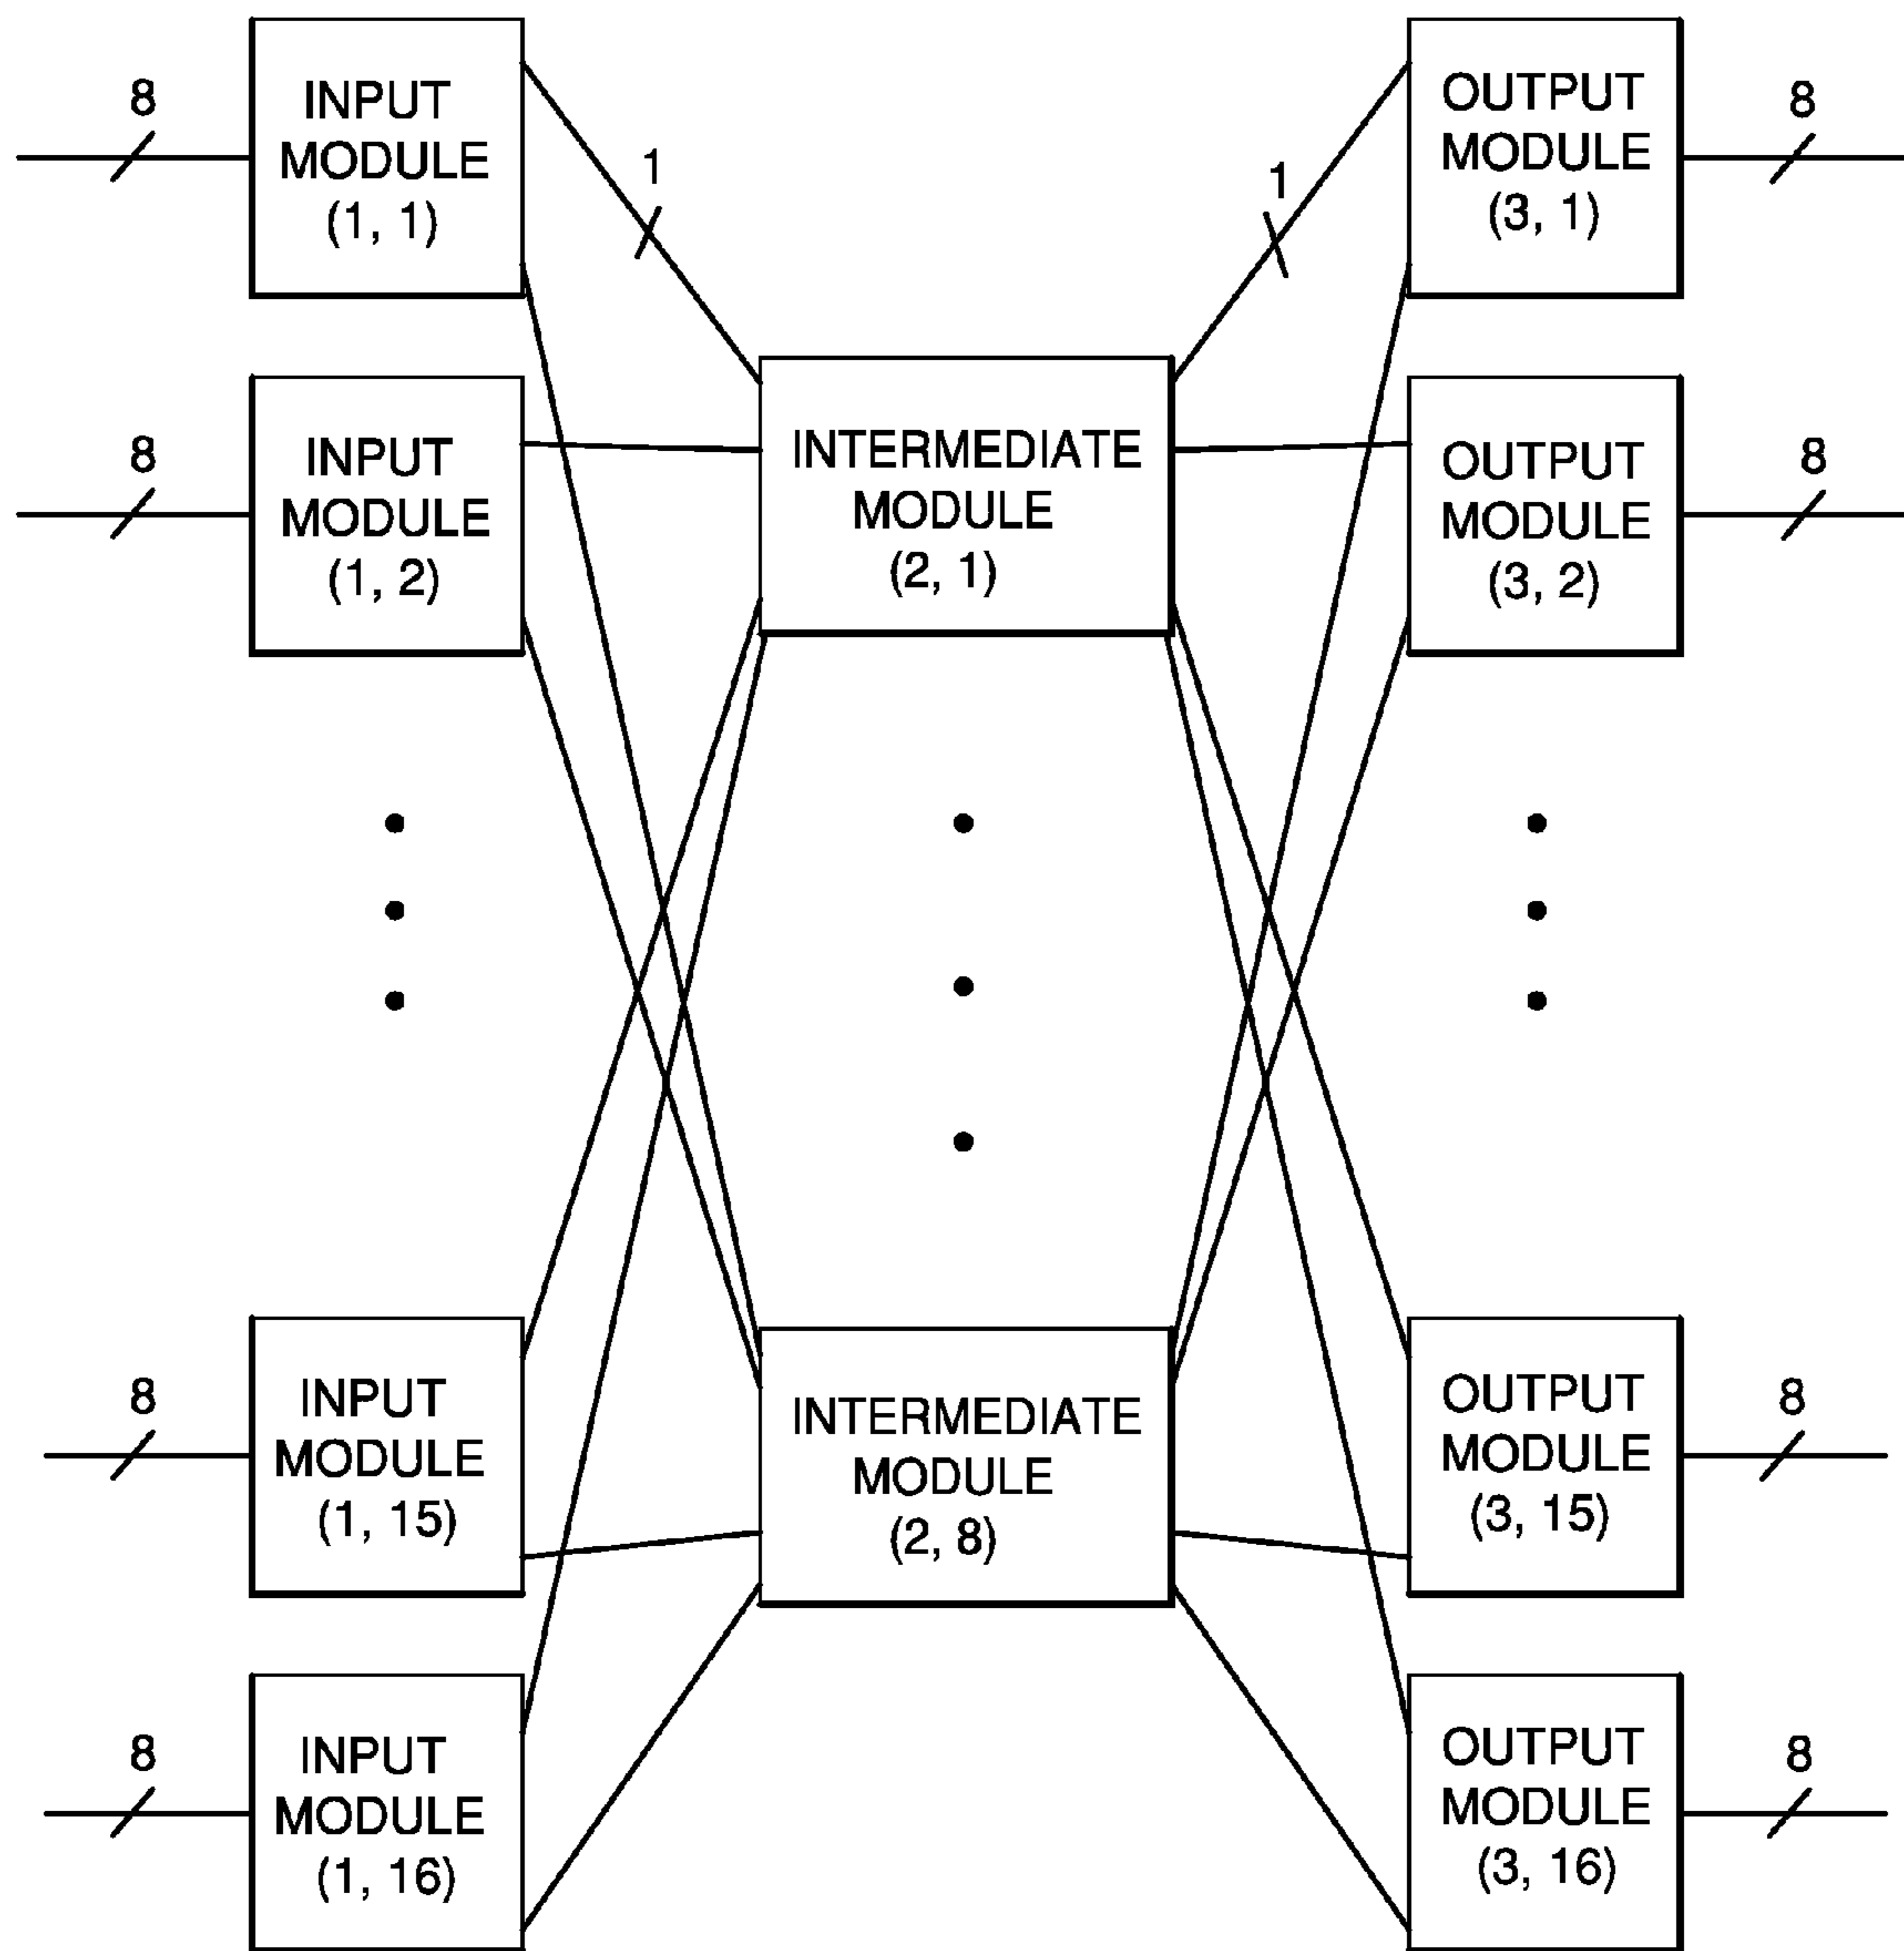 8
INPUT
MODULE
(1, 1)
1
1
OUTPUT
MODULE
(3, 1)
8
8
INPUT
MODULE
(1, 2)
INTERMEDIATE
MODULE
(2, 1)
OUTPUT
MODULE
(3, 2)
8
8
INPUT
MODULE
(1, 15)
INTERMEDIATE
MODULE
(2, 8)
OUTPUT
MODULE
(3, 15)
8
8
INPUT
MODULE
(1, 16)
OUTPUT
MODULE
(3, 16)
8